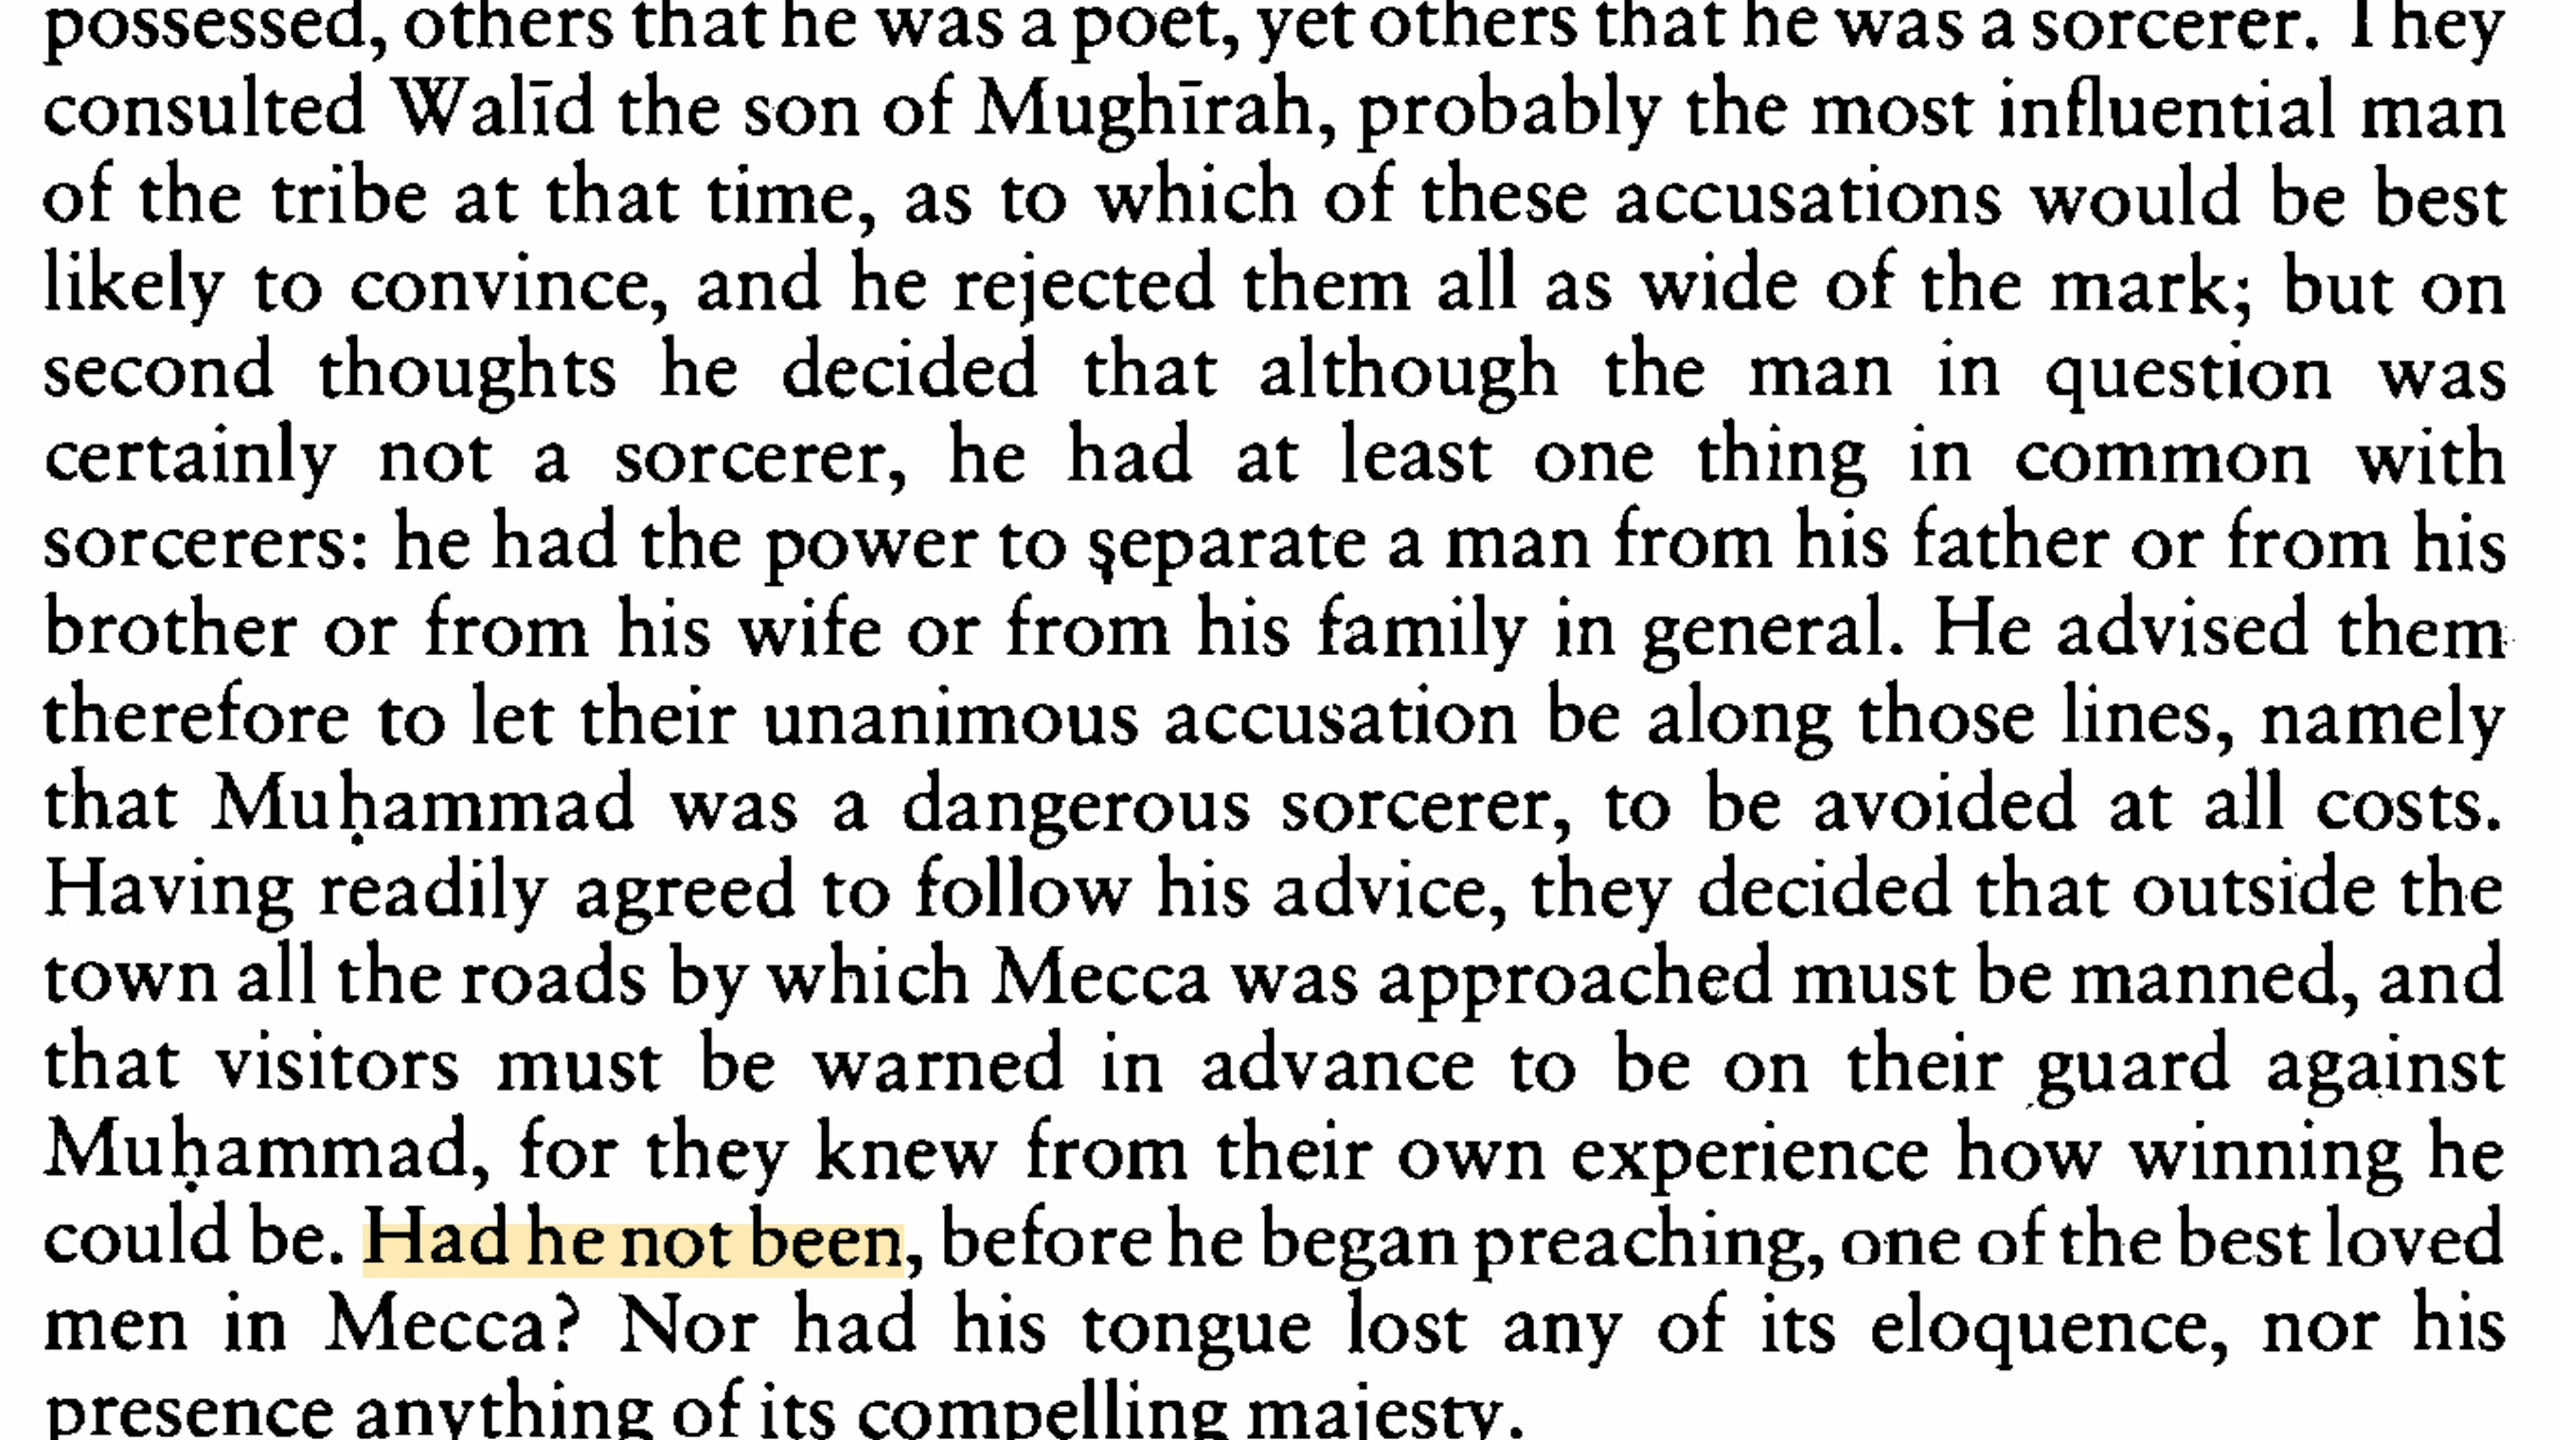 possessed, others that he was a poet, yet others that he was a sorcerer. They
consulted Walīd the son of Mughīrah, probably the most influential man
of the tribe at that time, as to which of these accusations would be best
likely to convince, and he rejected them all as wide of the mark; but on
second thoughts he decided that although the man in question was
certainly not a sorcerer, he had at least one thing in common with
sorcerers: he had the power to separate a man from his father or from his
brother or from his wife or from his family in general. He advised them
therefore to let their unanimous accusation be along those lines, namely
that Muḥammad was a dangerous sorcerer, to be avoided at all costs.
Having readily agreed to follow his advice, they decided that outside the
town all the roads by which Mecca was approached must be manned, and
that visitors must be warned in advance to be on their guard against
Muḥammad, for they knew from their own experience how winning he
could be. Had he not been, before he began preaching, one of the best loved
men in Mecca? Nor had his tongue lost any of its eloquence, nor his
presence anything of its compelling majesty.